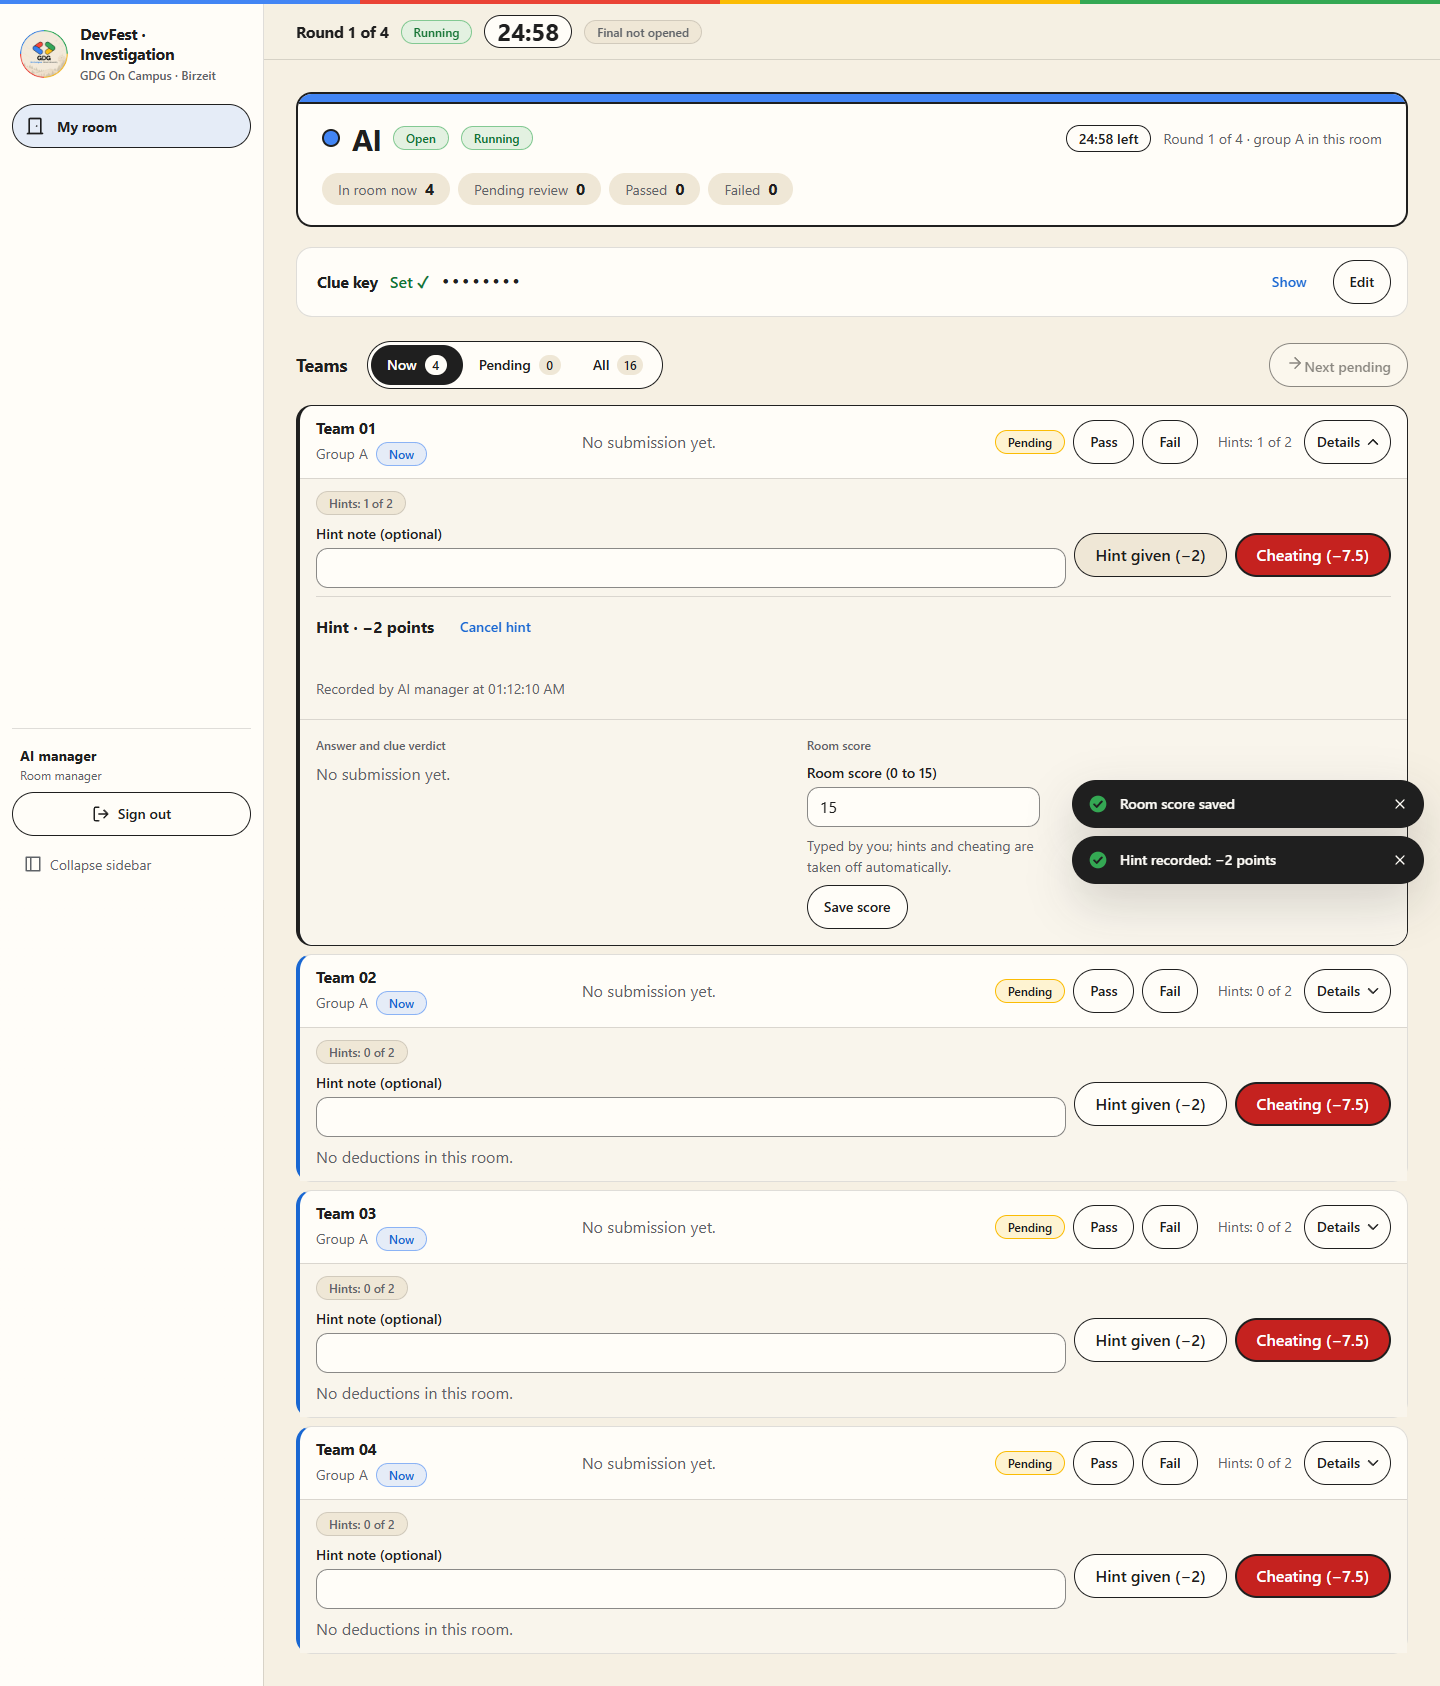 DevFest ·
Investigation
GDG On Campus · Birzeit
GDG
My room
AI manager
Room manager
Sign out
Collapse sidebar
Round 1 of 4 Running 24:58 Final not opened
AI Open Running 24:58 left Round 1 of 4 · group A in this room
In room now 4 Pending review 0 Passed 0 Failed 0
Clue key Set ✓ •••••••• Show Edit
Teams Now 4 Pending 0 All 16 → Next pending
Team 01
Group A Now No submission yet. Pending Pass Fail Hints: 1 of 2 Details
Hints: 1 of 2
Hint note (optional)
Hint given (−2) Cheating (−7.5)
Hint · −2 points Cancel hint
Recorded by AI manager at 01:12:10 AM
Answer and clue verdict
No submission yet.
Room score
Room score (0 to 15)
15
Typed by you; hints and cheating are
taken off automatically.
Save score
Room score saved
Hint recorded: −2 points
Team 02
Group A Now No submission yet. Pending Pass Fail Hints: 0 of 2 Details
Hints: 0 of 2
Hint note (optional)
Hint given (−2) Cheating (−7.5)
No deductions in this room.
Team 03
Group A Now No submission yet. Pending Pass Fail Hints: 0 of 2 Details
Hints: 0 of 2
Hint note (optional)
Hint given (−2) Cheating (−7.5)
No deductions in this room.
Team 04
Group A Now No submission yet. Pending Pass Fail Hints: 0 of 2 Details
Hints: 0 of 2
Hint note (optional)
Hint given (−2) Cheating (−7.5)
No deductions in this room.